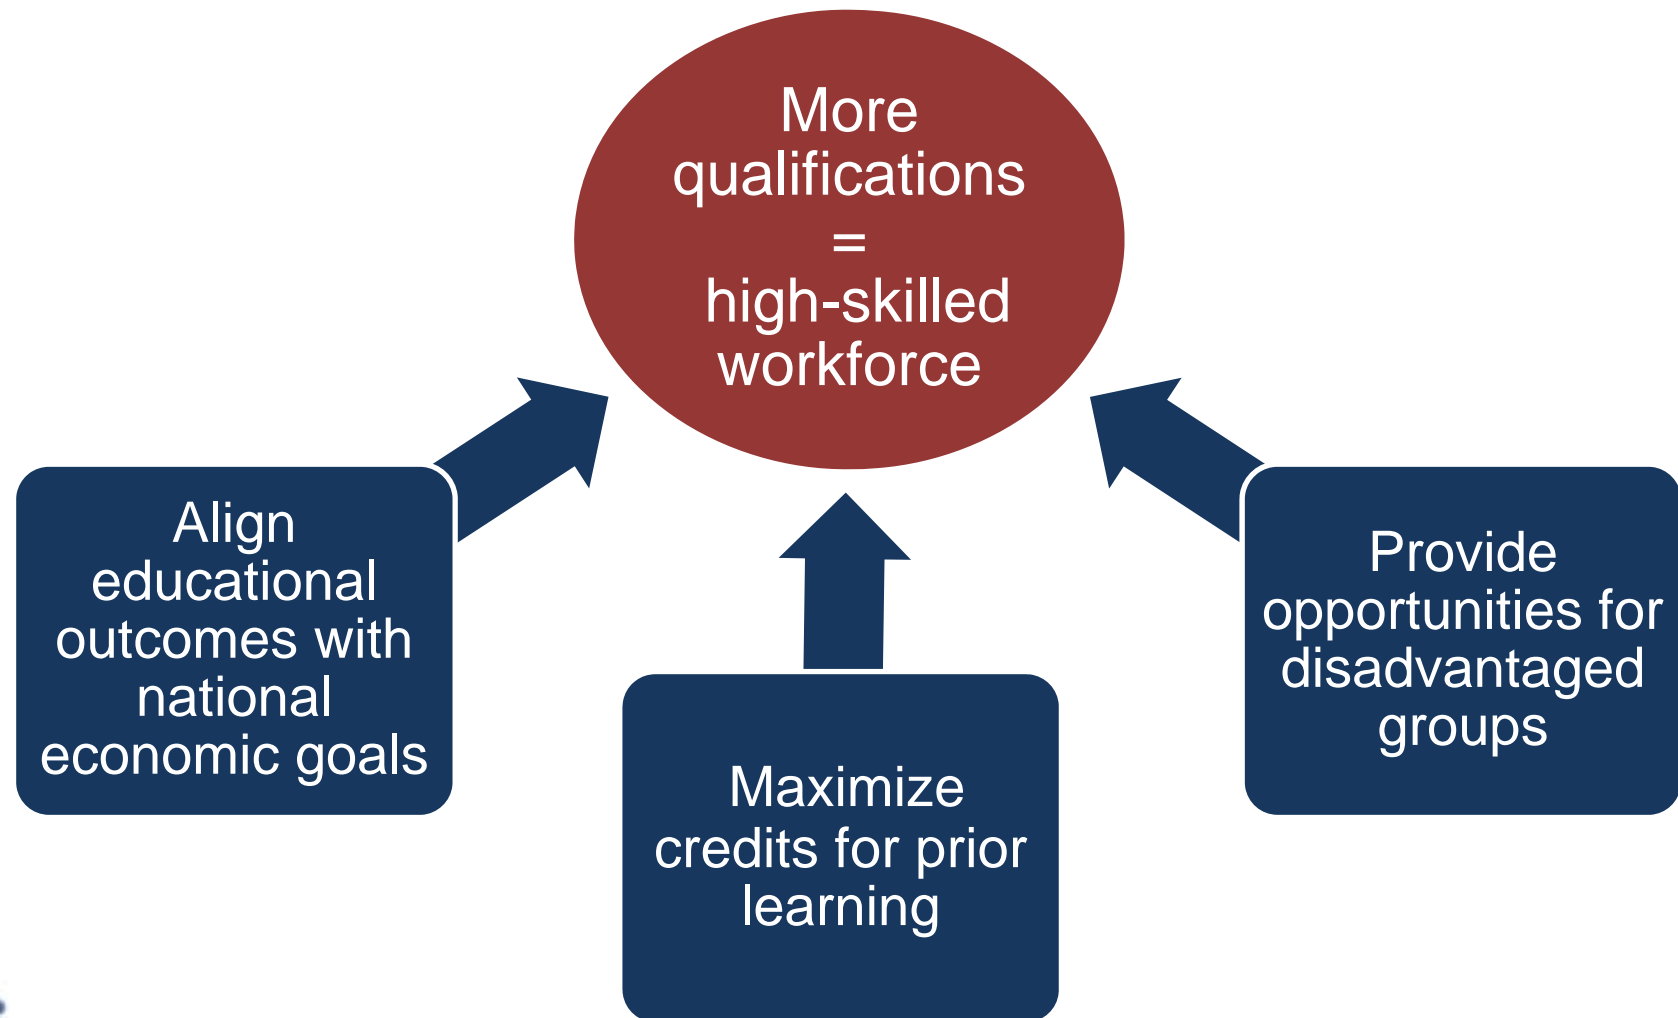 More
qualifications
=
high-skilled
workforce
Align
educational
outcomes with
national
economic goals
Maximize
credits for prior
learning
Provide
opportunities for
disadvantaged
groups